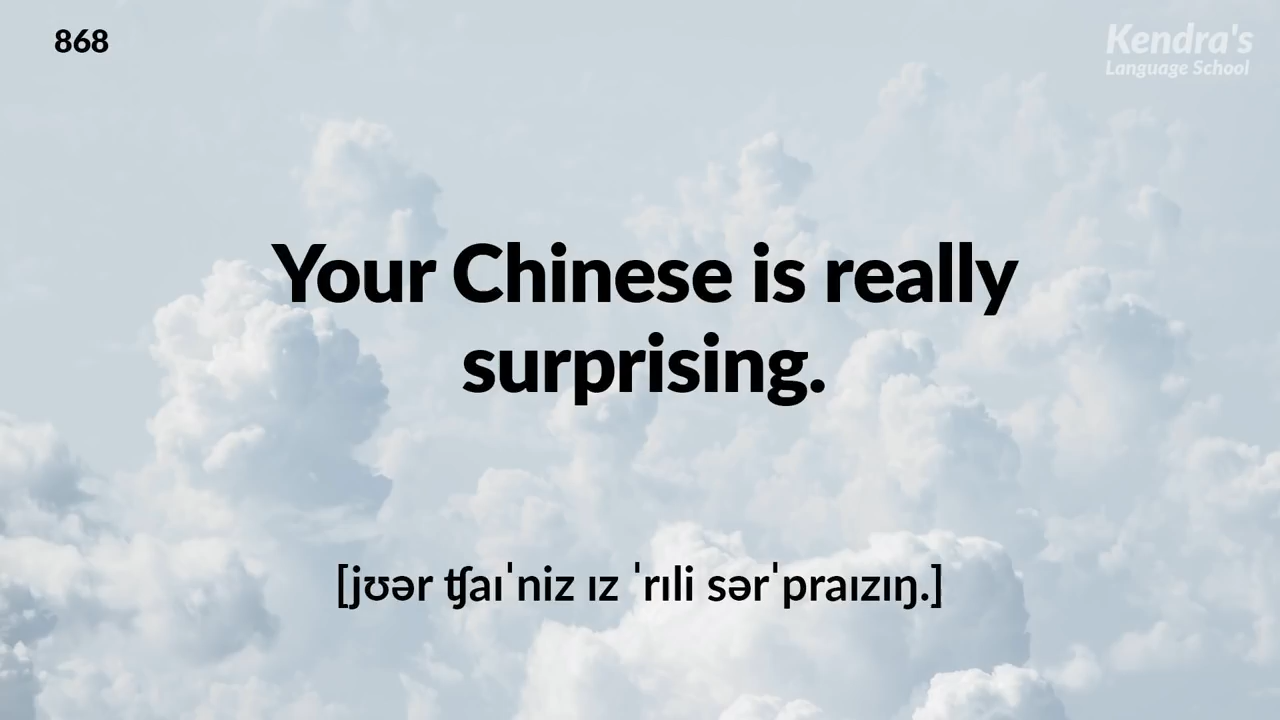 868
Kendra's
Language School
Your Chinese is really
surprising.
[jʊər ʧaɪˈniz ɪz ˈrɪli sərˈpraɪzɪŋ.]